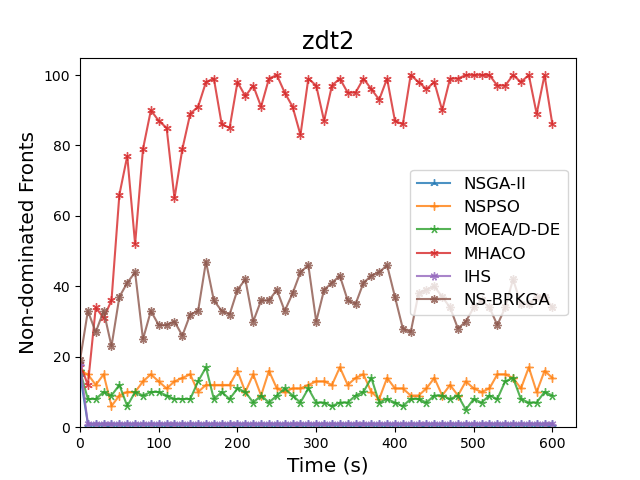 zdt2
Non-dominated Fronts
100
80
60
40
20
0
NSGA-II
NSPSO
MOEA/D-DE
MHACO
IHS
NS-BRKGA
0 100 200 300 400 500 600
Time (s)